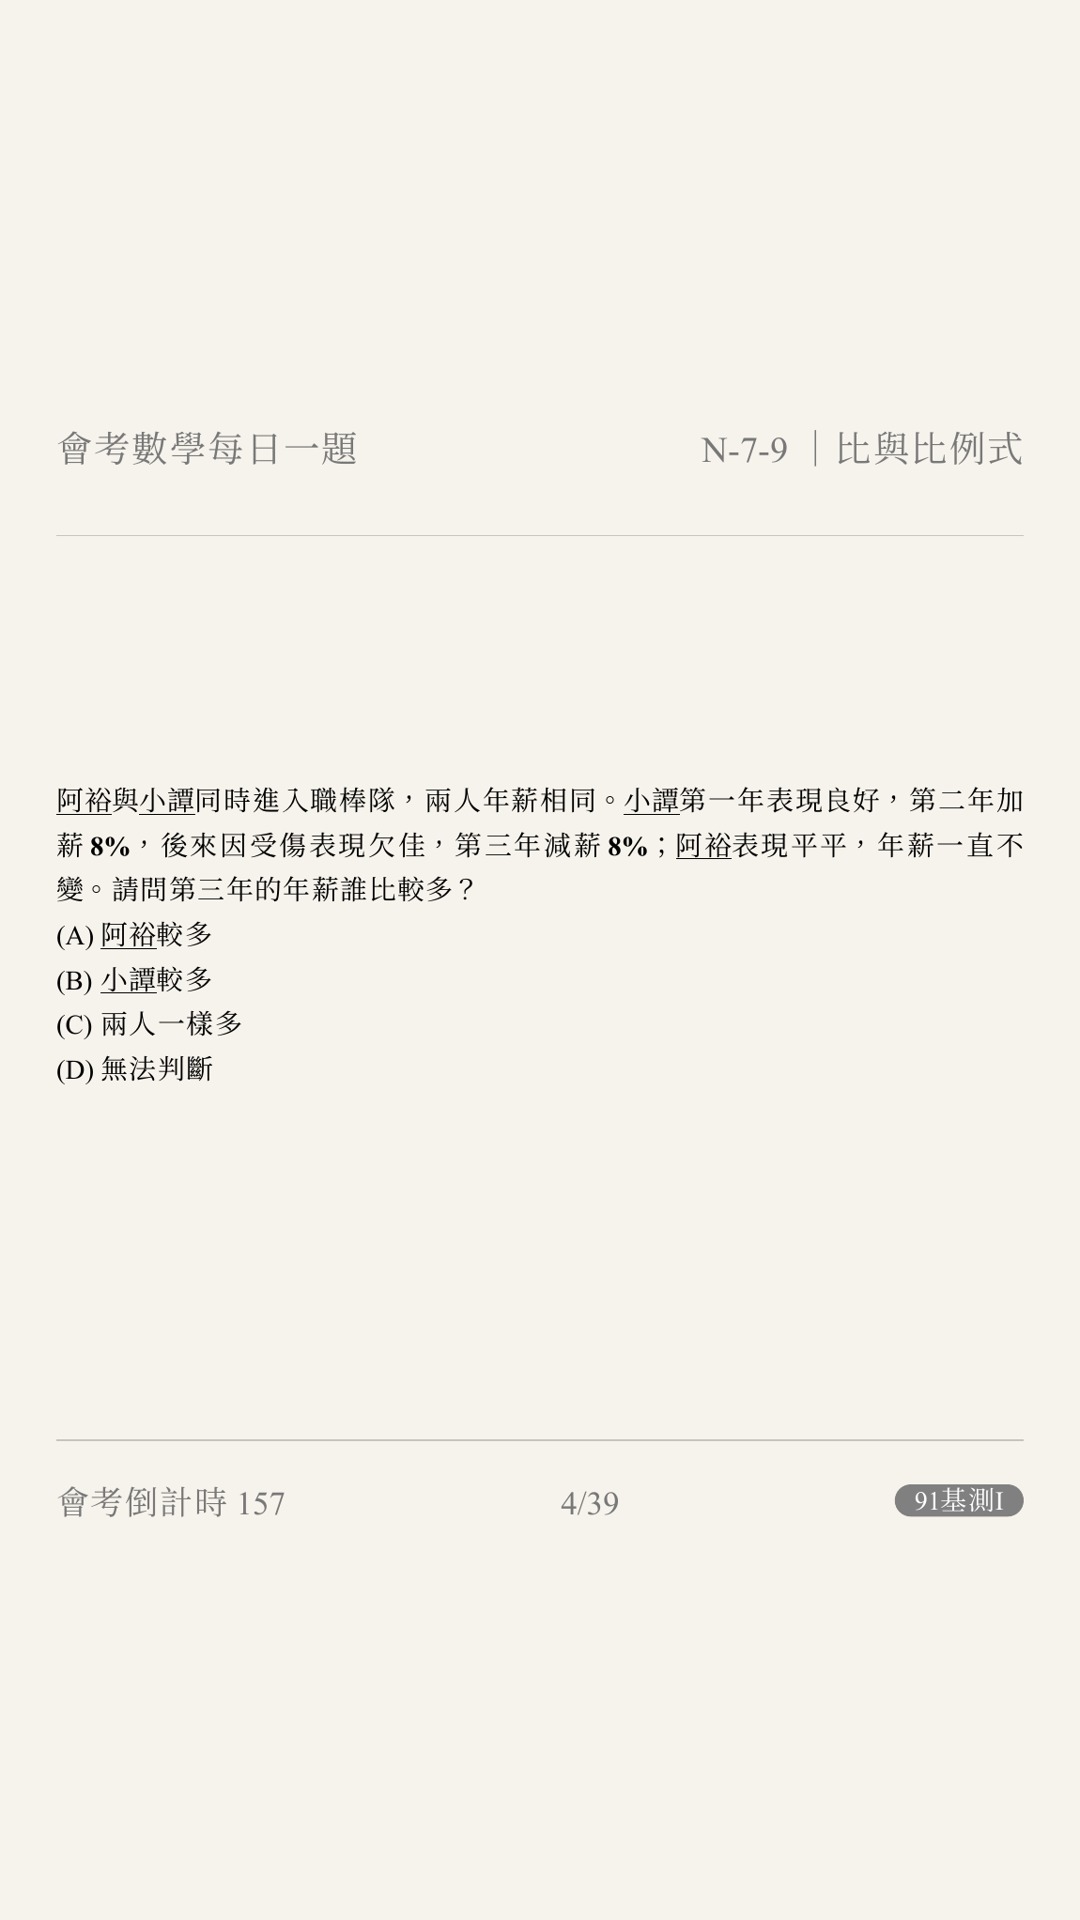 會考數學每日一題
N-7-9｜比與比例式
阿裕與小譚同時進入職棒隊，兩人年薪相同。小譚第一年表現良好，第二年加
薪 8%，後來因受傷表現欠佳，第三年減薪 8%；阿裕表現平平，年薪一直不
變。請問第三年的年薪誰比較多？
(A) 阿裕較多
(B) 小譚較多
(C) 兩人一樣多
(D) 無法判斷
會考倒計時 157
4/39
91基測I